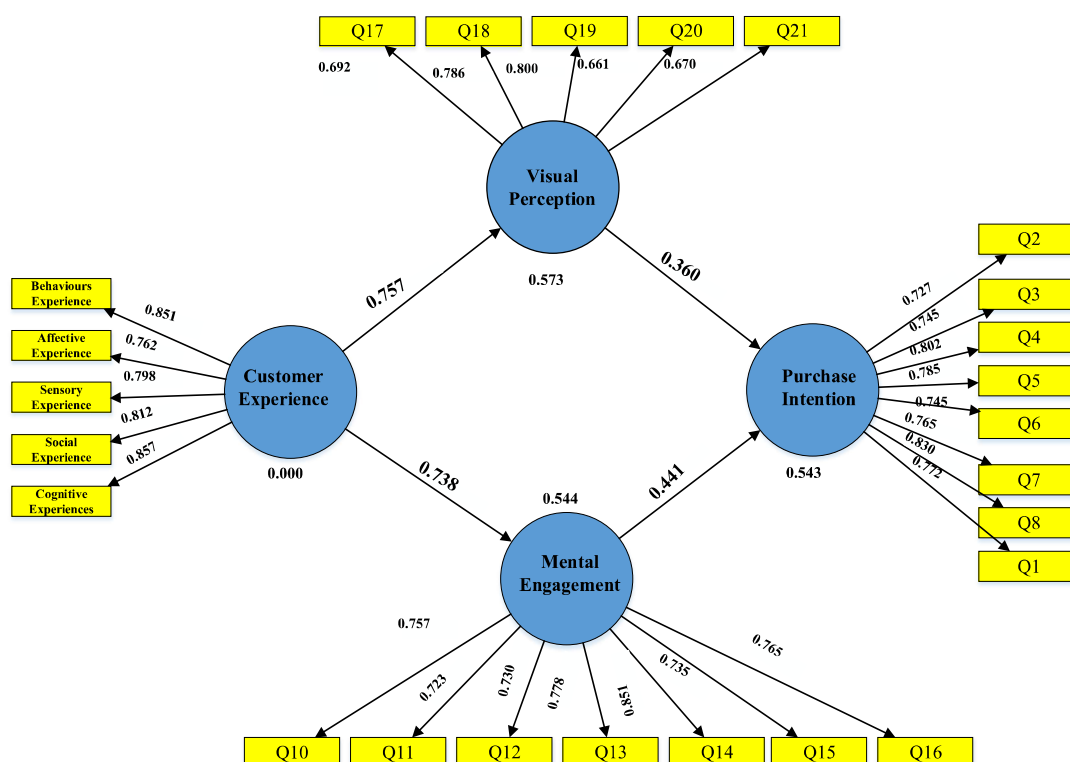 Q17 Q18 Q19 Q20 Q21
0.692 0.786 0.800 0.661 0.670
Visual
Perception
0.573
0.757
0.360
Behaviours
Experience
Affective
Experience
Sensory
Experience
Social
Experience
Cognitive
Experiences
0.851
0.762
0.798
0.812
0.857
Customer
Experience
0.000
Purchase
Intention
0.543
Q2
Q3
Q4
Q5
Q6
Q7
Q8
Q1
0.727
0.745
0.802
0.785
0.745
0.765
0.830
0.772
0.738
0.441
0.544
Mental
Engagement
0.757 0.723 0.730 0.778 0.851 0.735 0.765
Q10 Q11 Q12 Q13 Q14 Q15 Q16